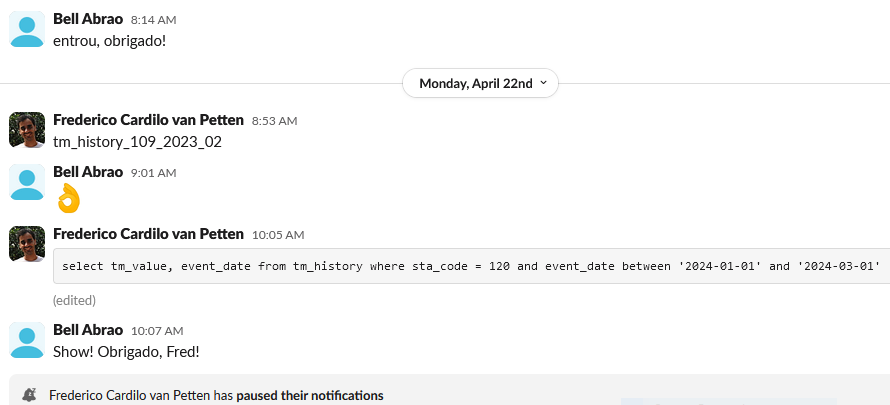 Bell Abrao 8:14 AM
entrou, obrigado!
Monday, April 22nd
Frederico Cardilo van Petten 8:53 AM
tm_history_109_2023_02
Bell Abrao 9:01 AM
Frederico Cardilo van Petten 10:05 AM
select tm_value, event_date from tm_history where sta_code = 120 and event_date between '2024-01-01' and '2024-03-01'
(edited)
Bell Abrao 10:07 AM
Show! Obrigado, Fred!
Frederico Cardilo van Petten has paused their notifications